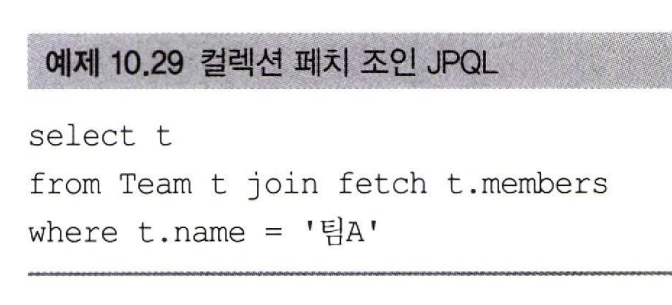 예제 10.29 컬렉션 페치 조인 JPQL
select t
from Team t join fetch t.members
where t.name = '팀A'